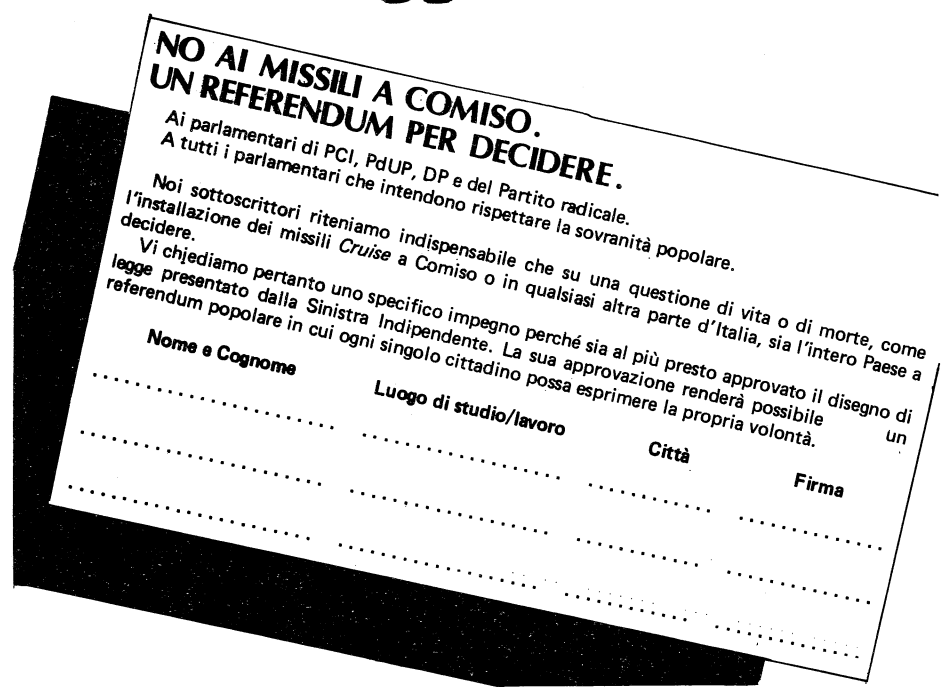 NO AI MISSILI A COMISO.
UN REFERENDUM PER DECIDERE.
Ai parlamentari di PCI, PdUP, DP e del Partito radicale.
A tutti i parlamentari che intendono rispettare la sovranità popolare.
Noi sottoscrittori riteniamo indispensabile che su una questione di vita o di morte, come
l'installazione dei missili Cruise a Comiso o in qualsiasi altra parte d'Italia, sia l'intero Paese a
decidere.
Vi chiediamo pertanto uno specifico impegno perché sia al più presto approvato il disegno di
legge presentato dalla Sinistra Indipendente. La sua approvazione renderà possibile un
referendum popolare in cui ogni singolo cittadino possa esprimere la propria volontà.
Nome e Cognome Luogo di studio/lavoro Città Firma